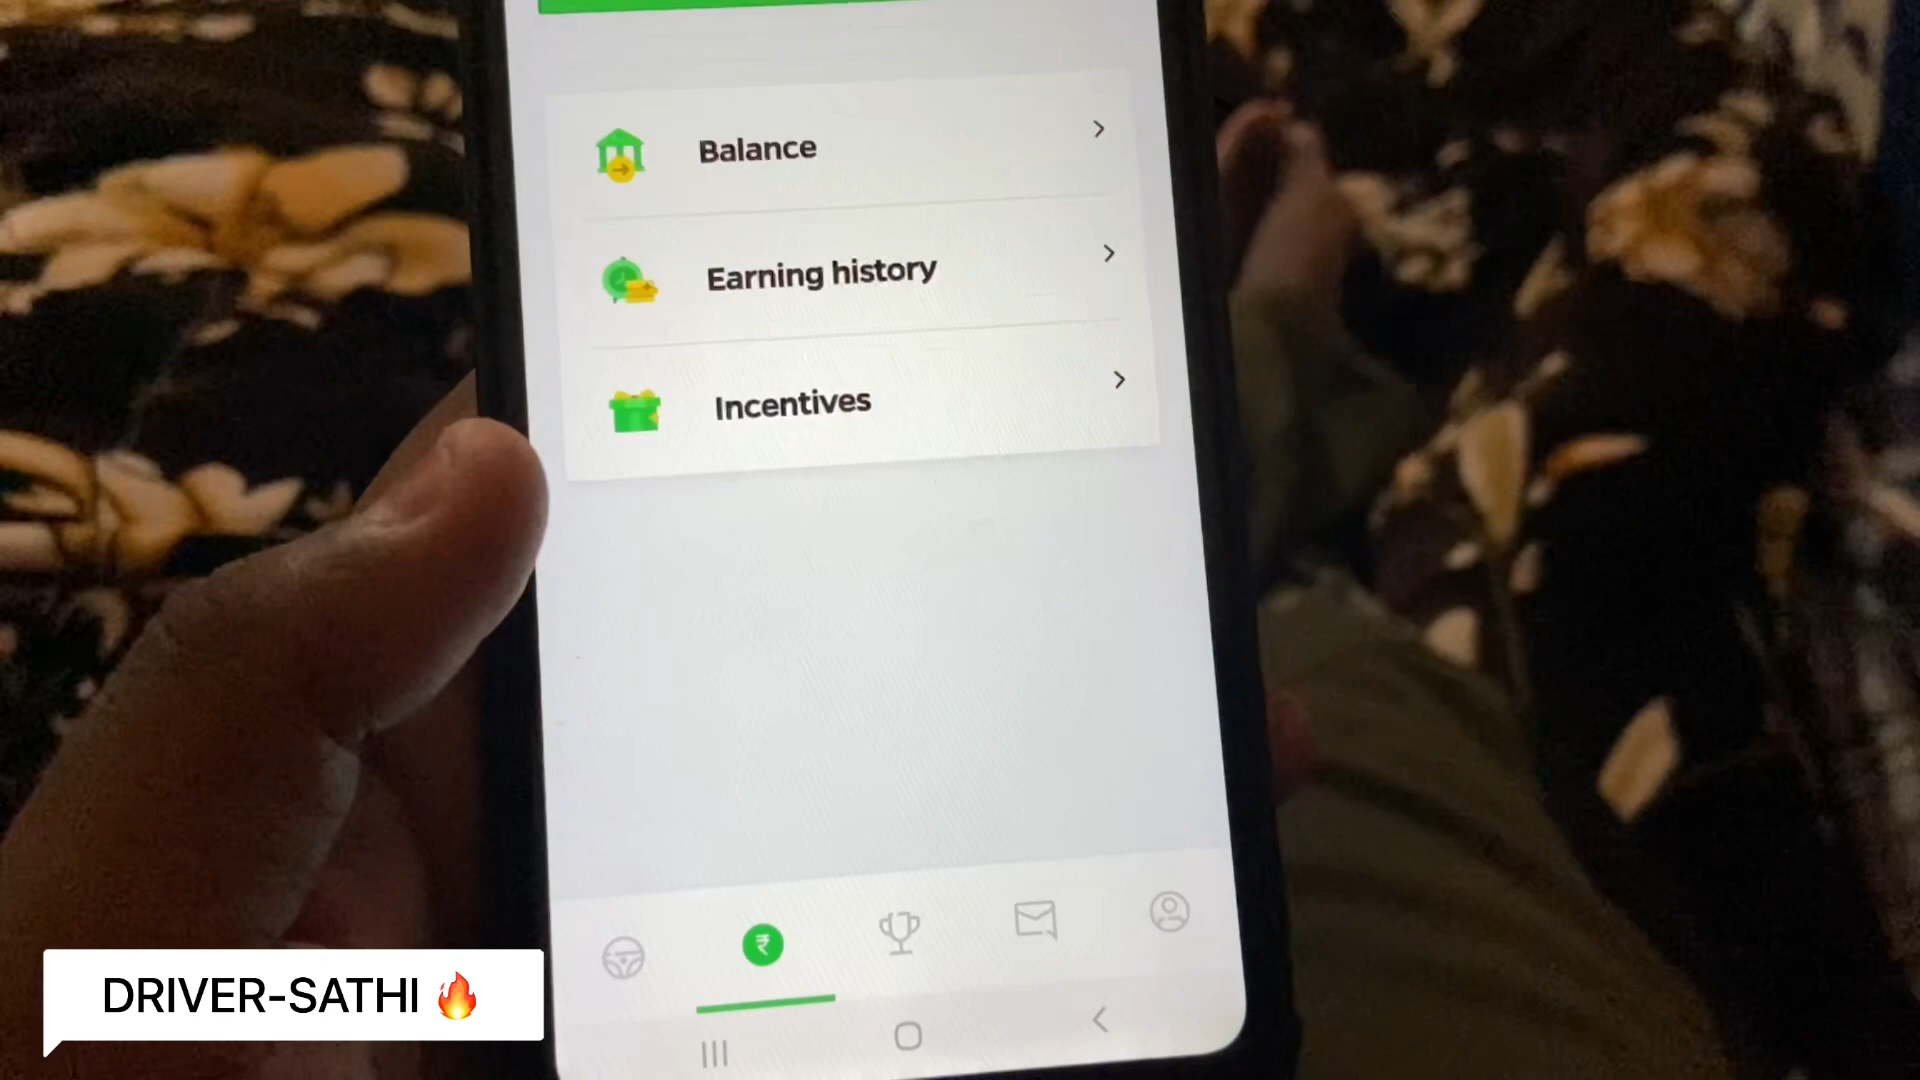 Balance
Earning history
Incentives
₹
DRIVER-SATHI 🔥